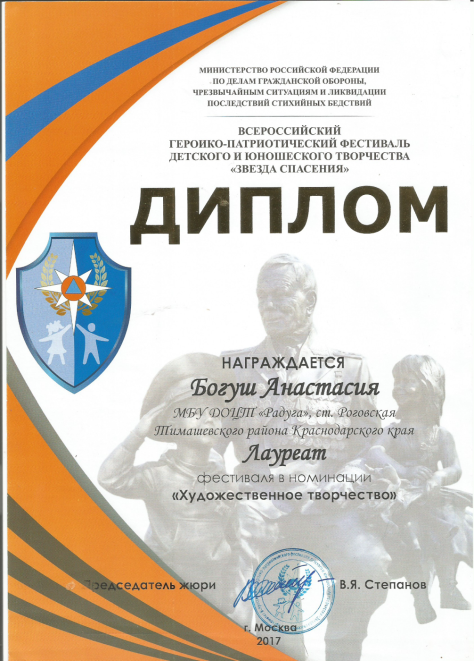 МИНИСТЕРСТВО РОССИЙСКОЙ ФЕДЕРАЦИИ
ПО ДЕЛАМ ГРАЖДАНСКОЙ ОБОРОНЫ,
ЧРЕЗВЫЧАЙНЫМ СИТУАЦИЯМ И ЛИКВИДАЦИИ
ПОСЛЕДСТВИЙ СТИХИЙНЫХ БЕДСТВИЙ
ВСЕРОССИЙСКИЙ
ГЕРОИКО-ПАТРИОТИЧЕСКИЙ ФЕСТИВАЛЬ
ДЕТСКОГО И ЮНОШЕСКОГО ТВОРЧЕСТВА
«ЗВЕЗДА СПАСЕНИЯ»
ДИПЛОМ
НАГРАЖДАЕТСЯ
Богуш Анастасия
МБУ ДОЦТ «Радуга», ст. Роговская
Тимашевского района Краснодарского края
Лауреат
фестиваля в номинации
«Художественное творчество»
Председатель жюри В.Я. Степанов
г. Москва
2017